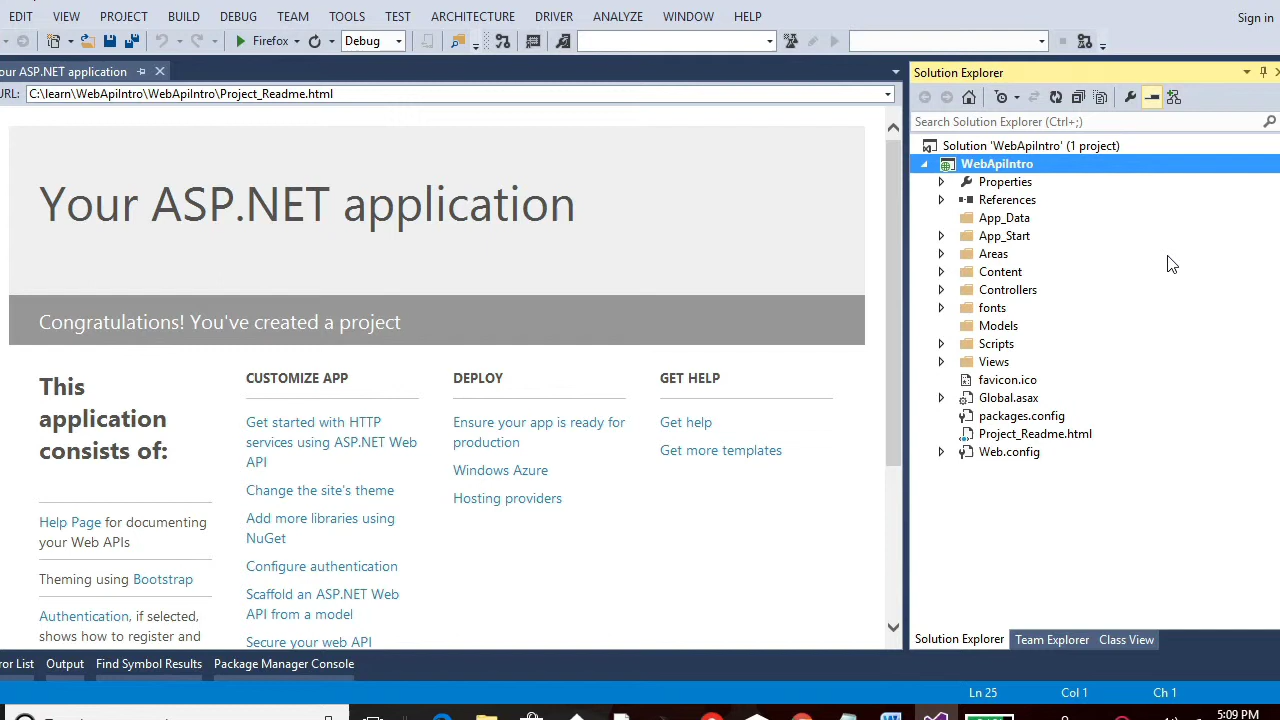 EDIT VIEW PROJECT BUILD DEBUG TEAM TOOLS TEST ARCHITECTURE DRIVER ANALYZE WINDOW HELP
Sign in
Firefox Debug
our ASP.NET application
Solution Explorer
URL: C:\learn\WebApiIntro\WebApiIntro\Project_Readme.html
Search Solution Explorer (Ctrl+;)
Your ASP.NET application
Congratulations! You've created a project
This
application
consists of:
Help Page for documenting
your Web APIs
Theming using Bootstrap
Authentication, if selected,
shows how to register and
CUSTOMIZE APP
Get started with HTTP
services using ASP.NET Web
API
Change the site's theme
Add more libraries using
NuGet
Configure authentication
Scaffold an ASP.NET Web
API from a model
Secure your web API
DEPLOY
Ensure your app is ready for
production
Windows Azure
Hosting providers
GET HELP
Get help
Get more templates
Solution 'WebApiIntro' (1 project)
WebApiIntro
Properties
References
App_Data
App_Start
Areas
Content
Controllers
fonts
Models
Scripts
Views
favicon.ico
Global.asax
packages.config
Project_Readme.html
Web.config
Solution Explorer Team Explorer Class View
ror List Output Find Symbol Results Package Manager Console
Ln 25 Col 1 Ch 1
5:09 PM